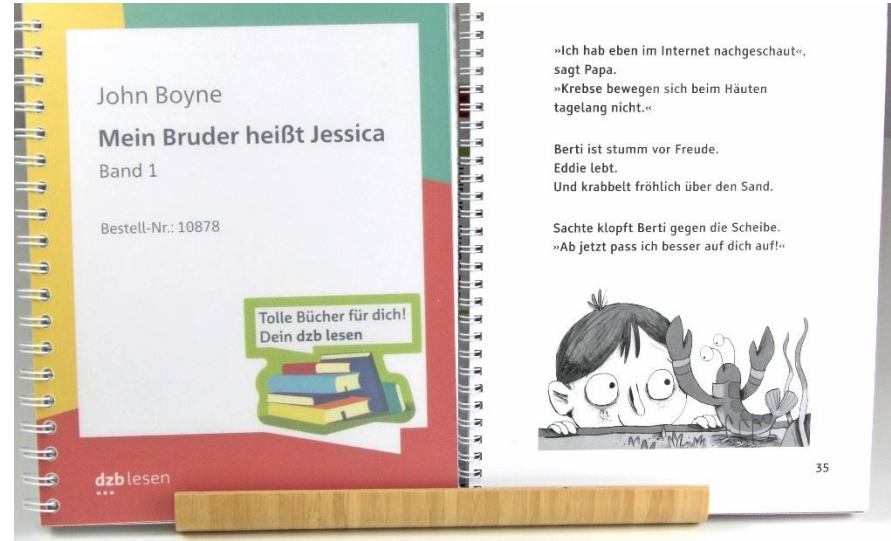 John Boyne
Mein Bruder heißt Jessica
Band 1
Bestell-Nr.: 10878
Tolle Bücher für dich!
Dein dzb lesen
dzb lesen
»Ich hab eben im Internet nachgeschaut«,
sagt Papa.
»Krebse bewegen sich beim Häuten
tagelang nicht.«
Berti ist stumm vor Freude.
Eddie lebt.
Und krabbelt fröhlich über den Sand.
Sachte klopft Berti gegen die Scheibe.
»Ab jetzt pass ich besser auf dich auf!«
35